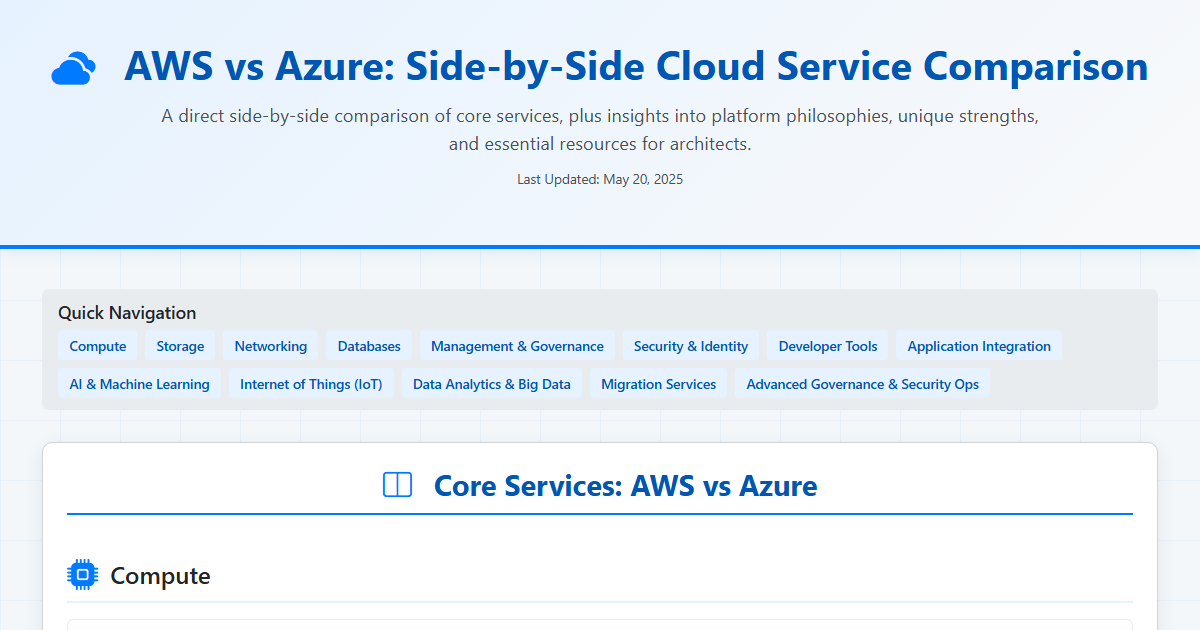 AWS vs Azure: Side-by-Side Cloud Service Comparison
A direct side-by-side comparison of core services, plus insights into platform philosophies, unique strengths,
and essential resources for architects.
Last Updated: May 20, 2025
Quick Navigation
Compute Storage Networking Databases Management & Governance Security & Identity Developer Tools Application Integration
AI & Machine Learning Internet of Things (IoT) Data Analytics & Big Data Migration Services Advanced Governance & Security Ops
Core Services: AWS vs Azure
Compute